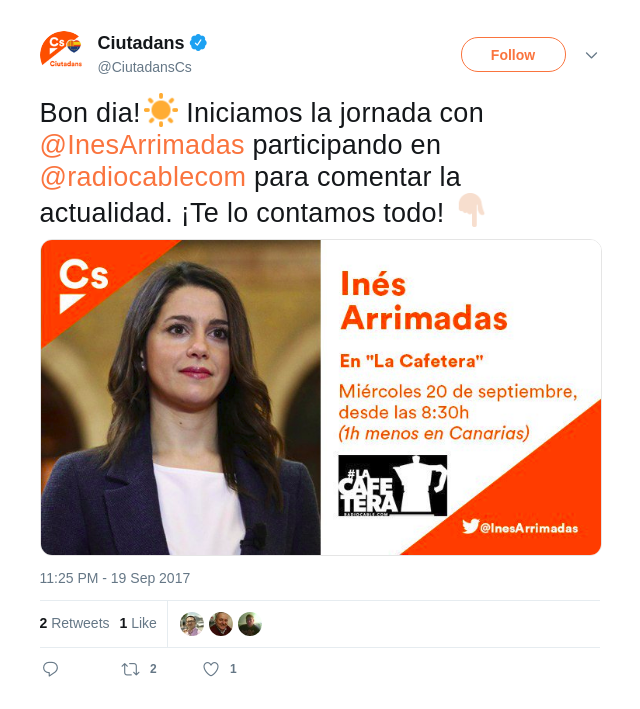 Cs
Ciutadans
Ciutadans
@CiutadansCs
Follow
Bon dia!☀️ Iniciamos la jornada con
@InesArrimadas participando en
@radiocablecom para comentar la
actualidad. ¡Te lo contamos todo! 👇🏻
Cs
Inés
Arrimadas
En "La Cafetera"
Miércoles 20 de septiembre,
desde las 8:30h
(1h menos en Canarias)
#LA
CAFE
TERA
RADIOCABLE.COM
@InesArrimadas
11:25 PM - 19 Sep 2017
2 Retweets 1 Like
2 1